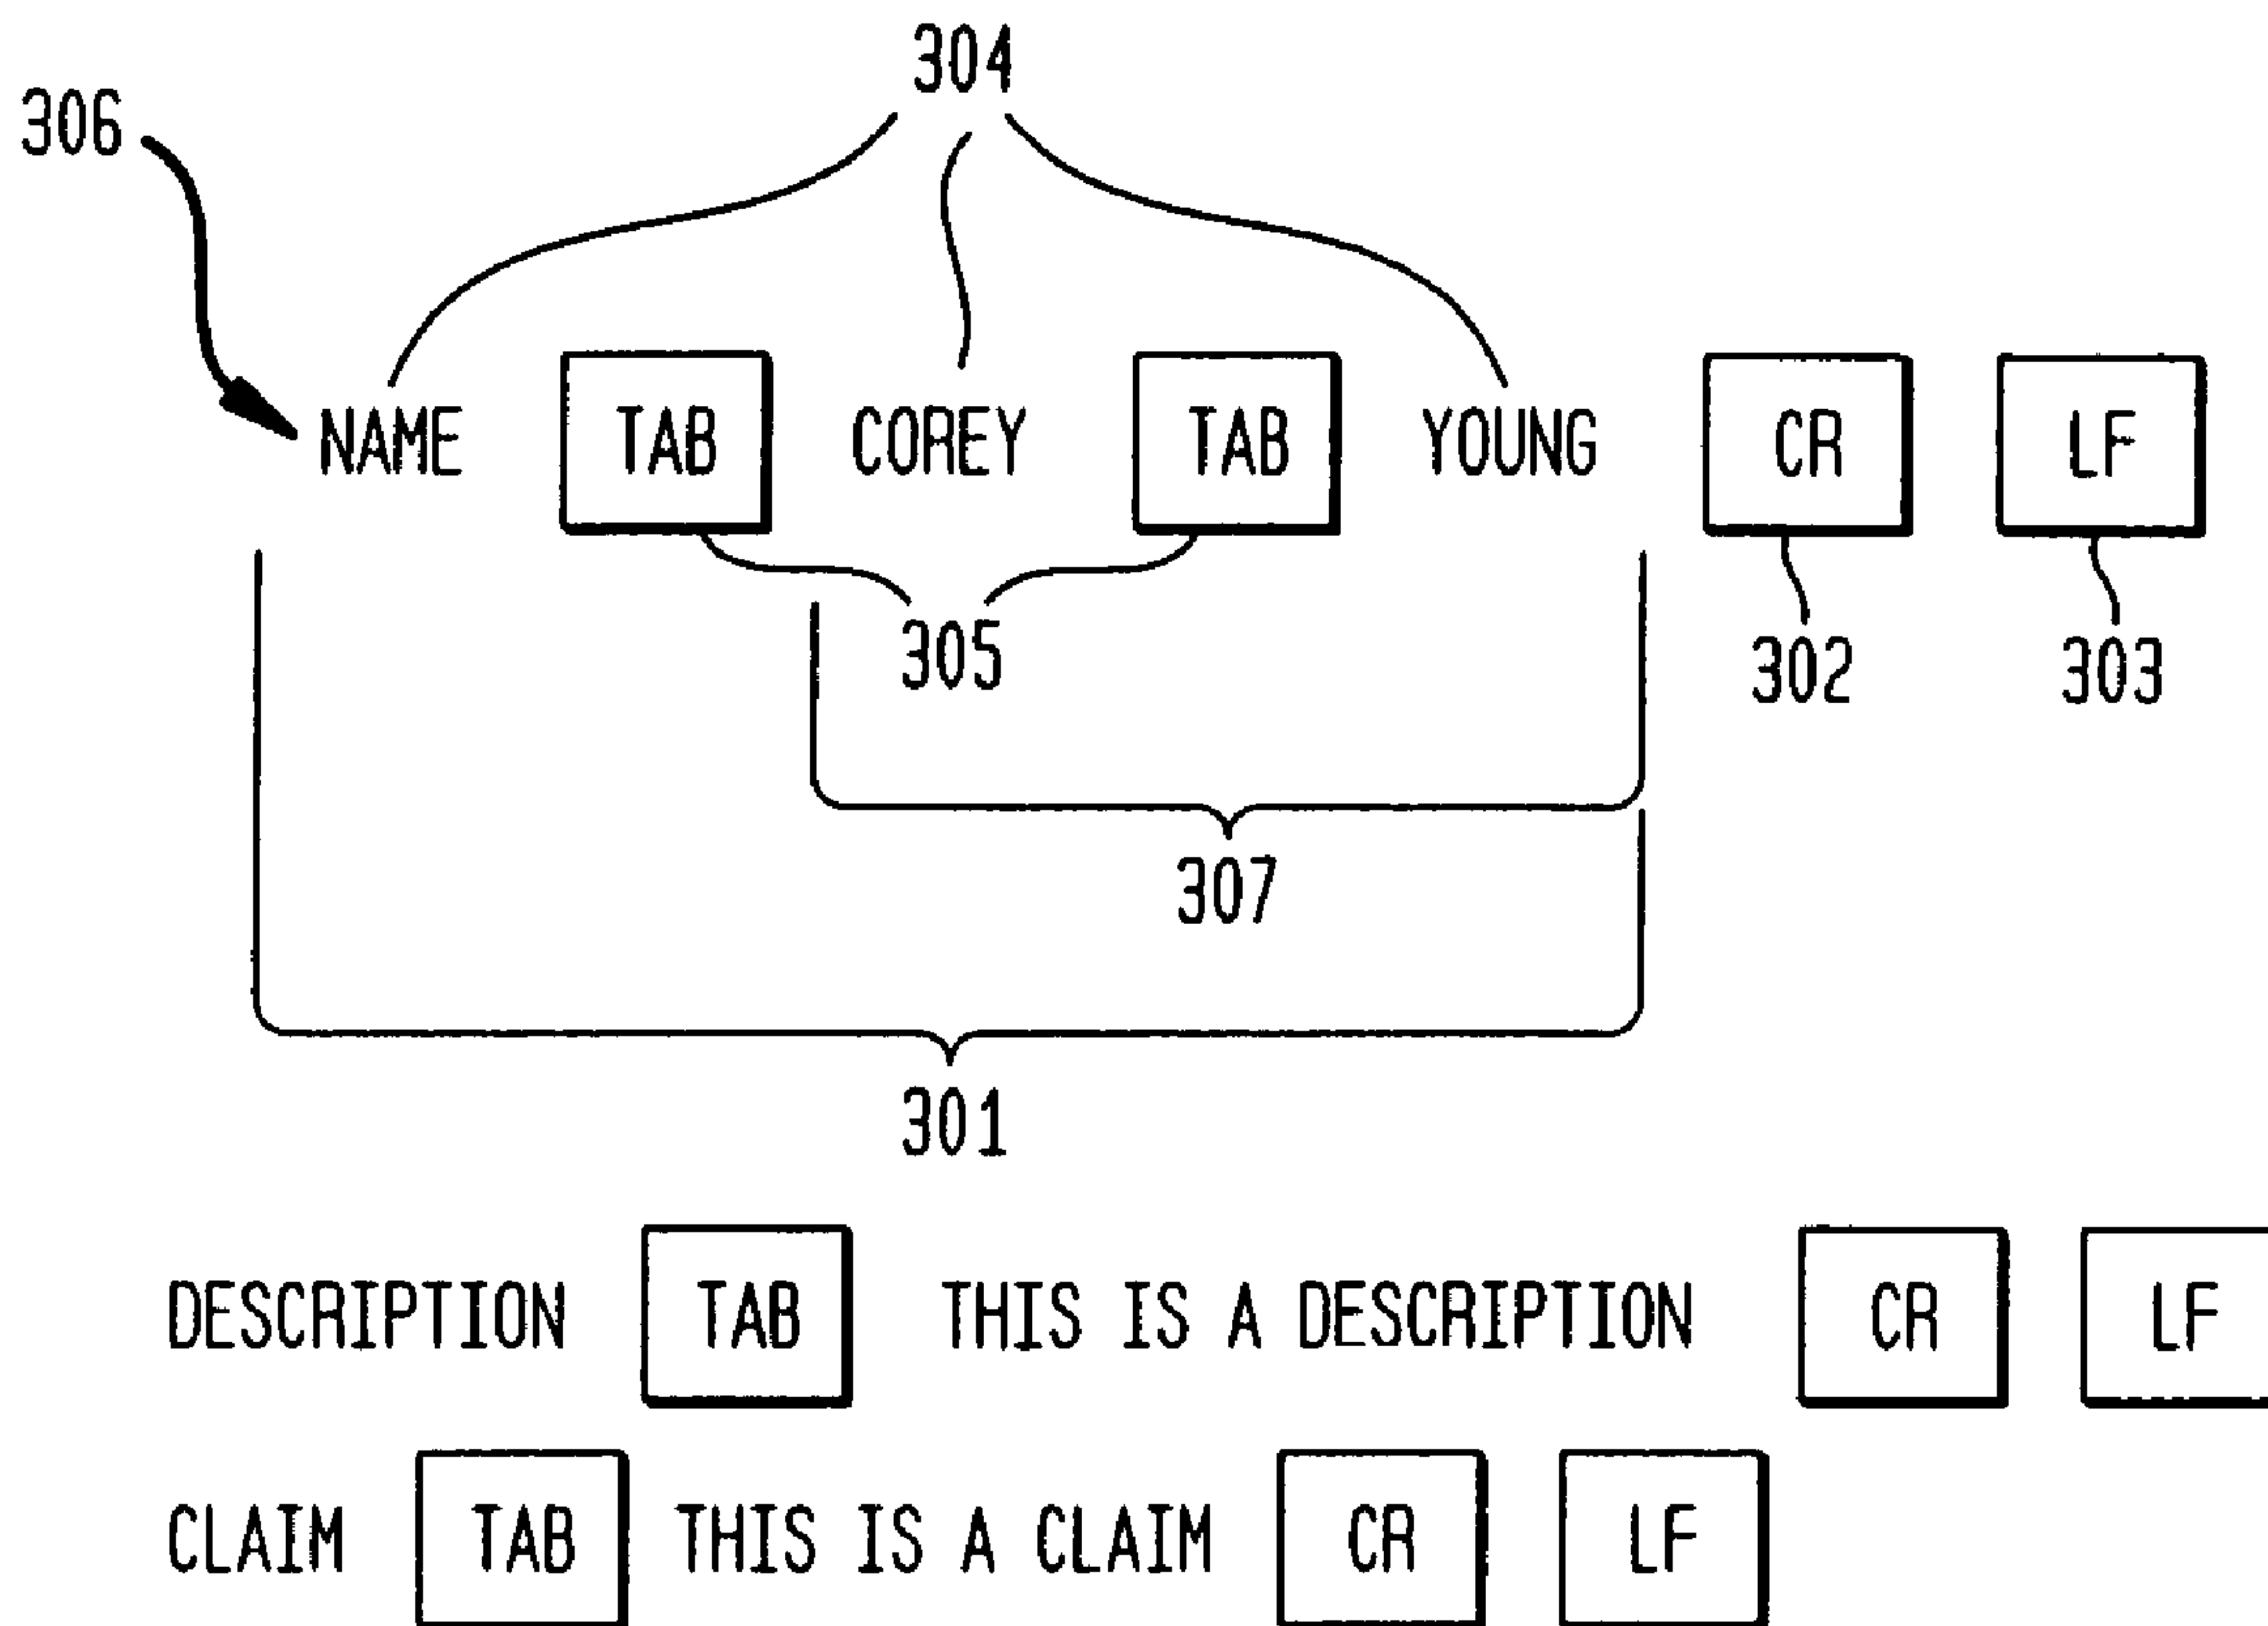 304
306
NAME TAB COREY TAB YOUNG CR LF
305
302 303
307
301
DESCRIPTION TAB THIS IS A DESCRIPTION CR LF
CLAIM TAB THIS IS A CLAIM CR LF